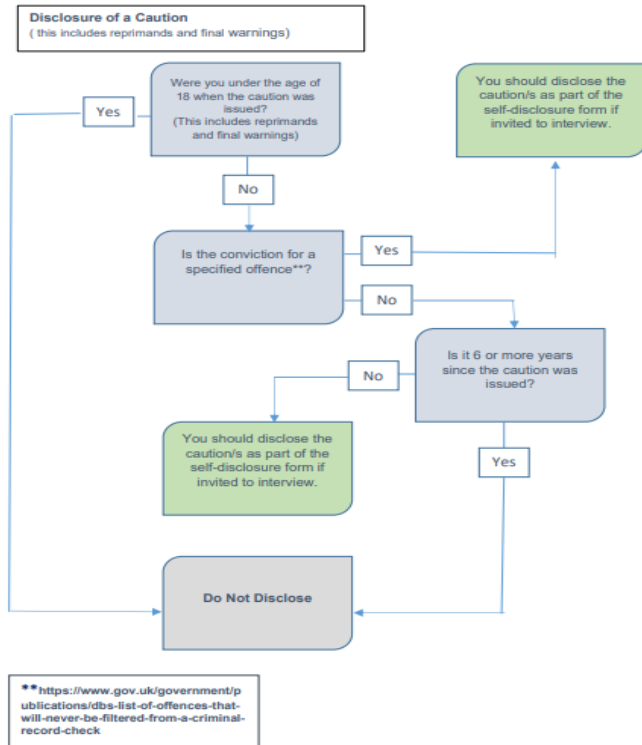 Disclosure of a Caution
( this includes reprimands and final warnings)
Were you under the age of
18 when the caution was
issued?
(This includes reprimands
and final warnings)
Yes
You should disclose the
caution/s as part of the
self-disclosure form if
invited to interview.
No
Is the conviction for a
specified offence**?
Yes
No
Is it 6 or more years
since the caution was
issued?
No
You should disclose the
caution/s as part of the
self-disclosure form if
invited to interview.
Yes
Do Not Disclose
**https://www.gov.uk/government/p
ublications/dbs-list-of-offences-that-
will-never-be-filtered-from-a-criminal-
record-check